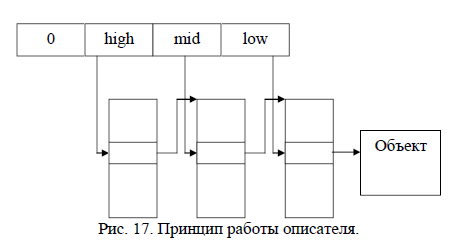 0 high mid low
Объект
Рис. 17. Принцип работы описателя.